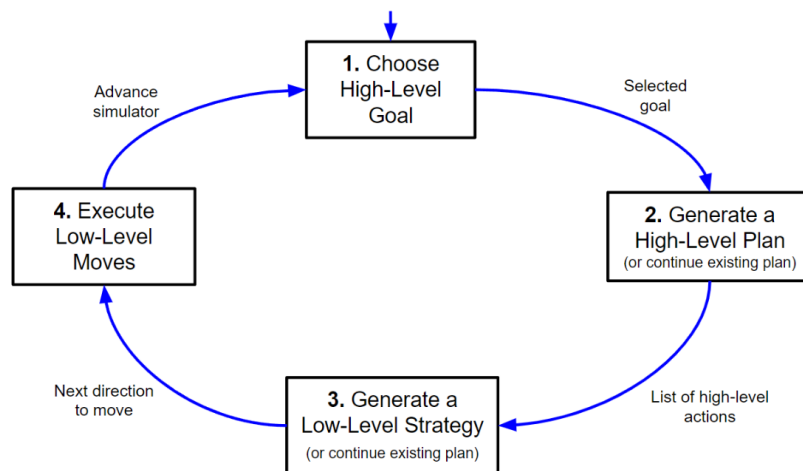 1. Choose
High-Level
Goal
Selected
goal
2. Generate a
High-Level Plan
(or continue existing plan)
List of high-level
actions
3. Generate a
Low-Level Strategy
(or continue existing plan)
Next direction
to move
4. Execute
Low-Level
Moves
Advance
simulator